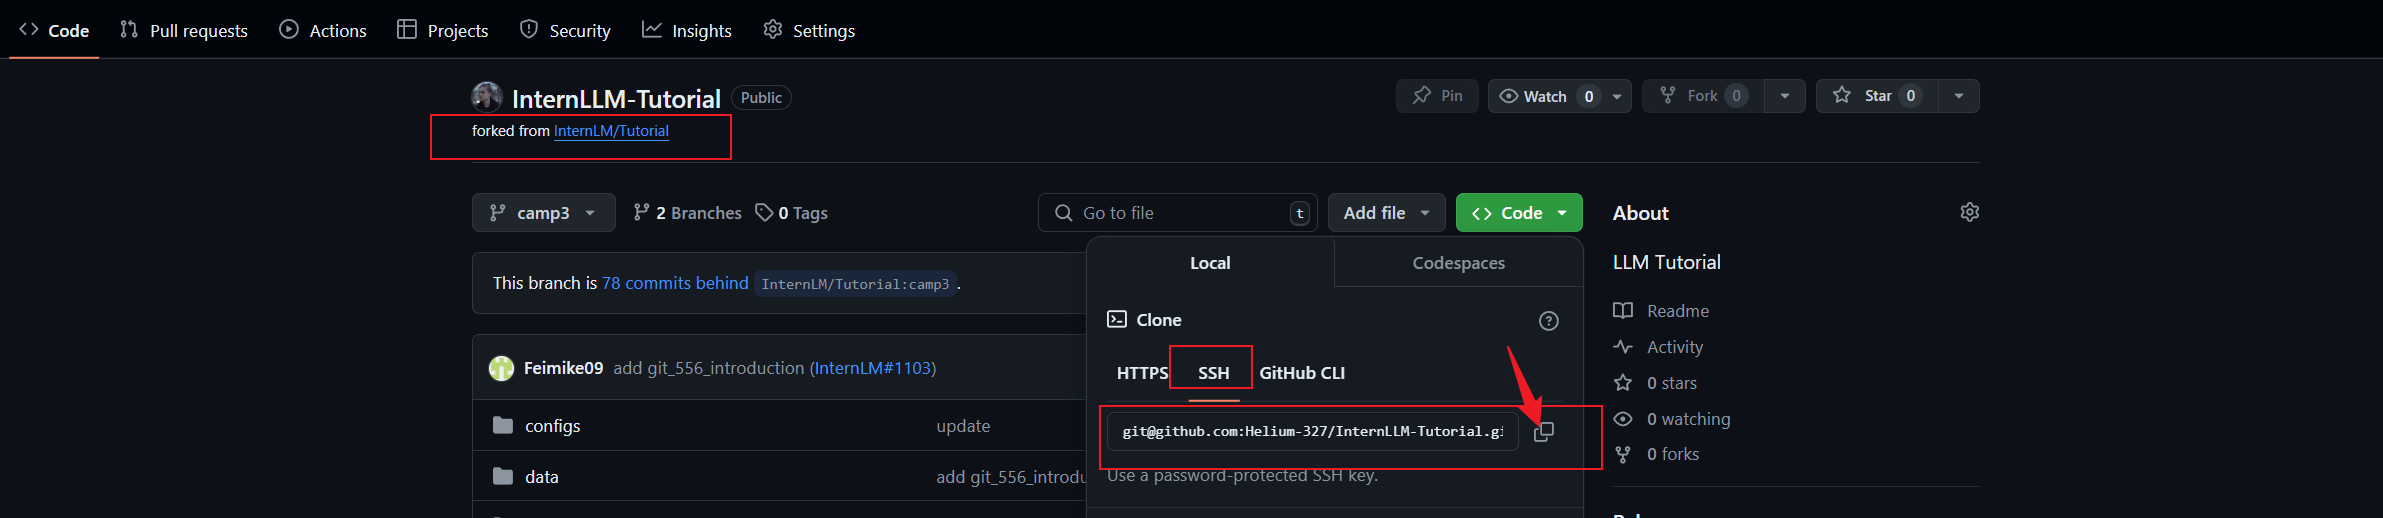 Code Pull requests Actions Projects Security Insights Settings
InternLLM-Tutorial Public
Pin Watch 0 Fork 0 Star 0
forked from InternLM/Tutorial
camp3 2 Branches 0 Tags
Go to file t Add file Code
About
Local Codespaces
LLM Tutorial
This branch is 78 commits behind InternLM/Tutorial:camp3.
Clone
Readme
Activity
Feimike09 add git_556_introduction (InternLM#1103)
HTTPS SSH GitHub CLI
0 stars
0 watching
configs update
git@github.com:Helium-327/InternLLM-Tutorial.gi
0 forks
data add git_556_introdu
Use a password-protected SSH key.